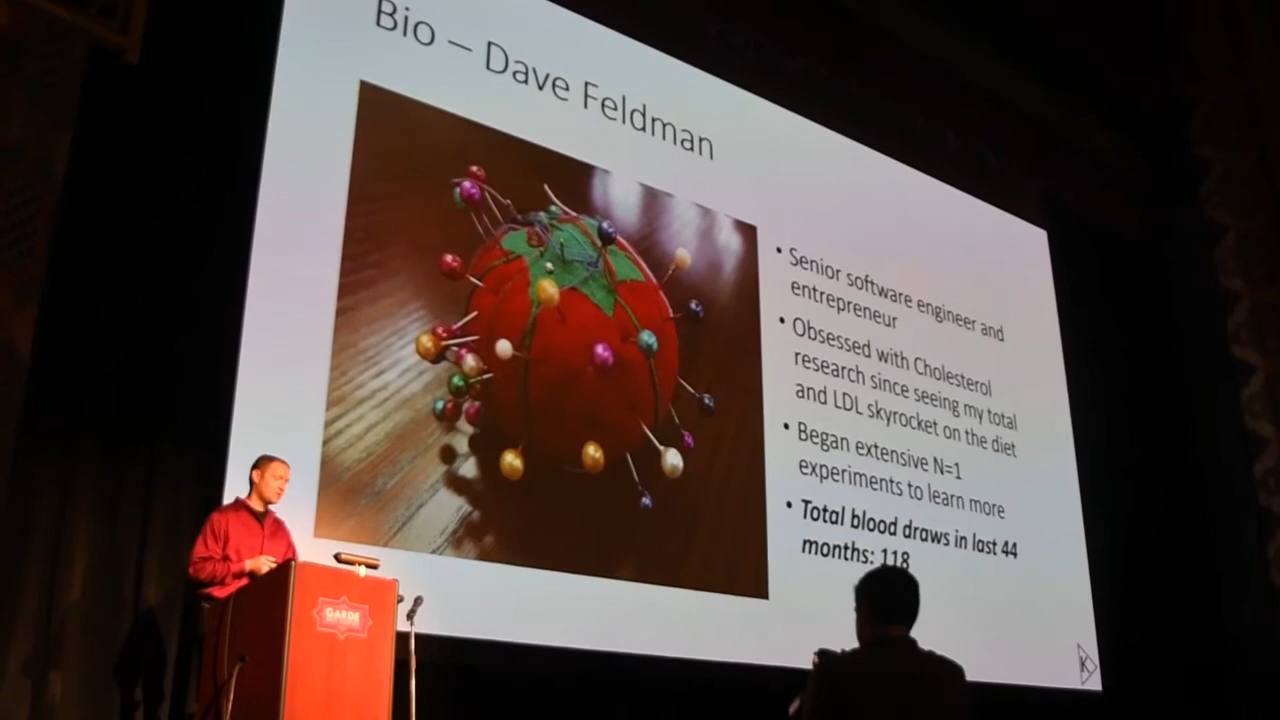 Bio – Dave Feldman
• Senior software engineer and
entrepreneur
• Obsessed with Cholesterol
research since seeing my total
and LDL skyrocket on the diet
• Began extensive N=1
experiments to learn more
• Total blood draws in last 44
months: 118
K
GARDE